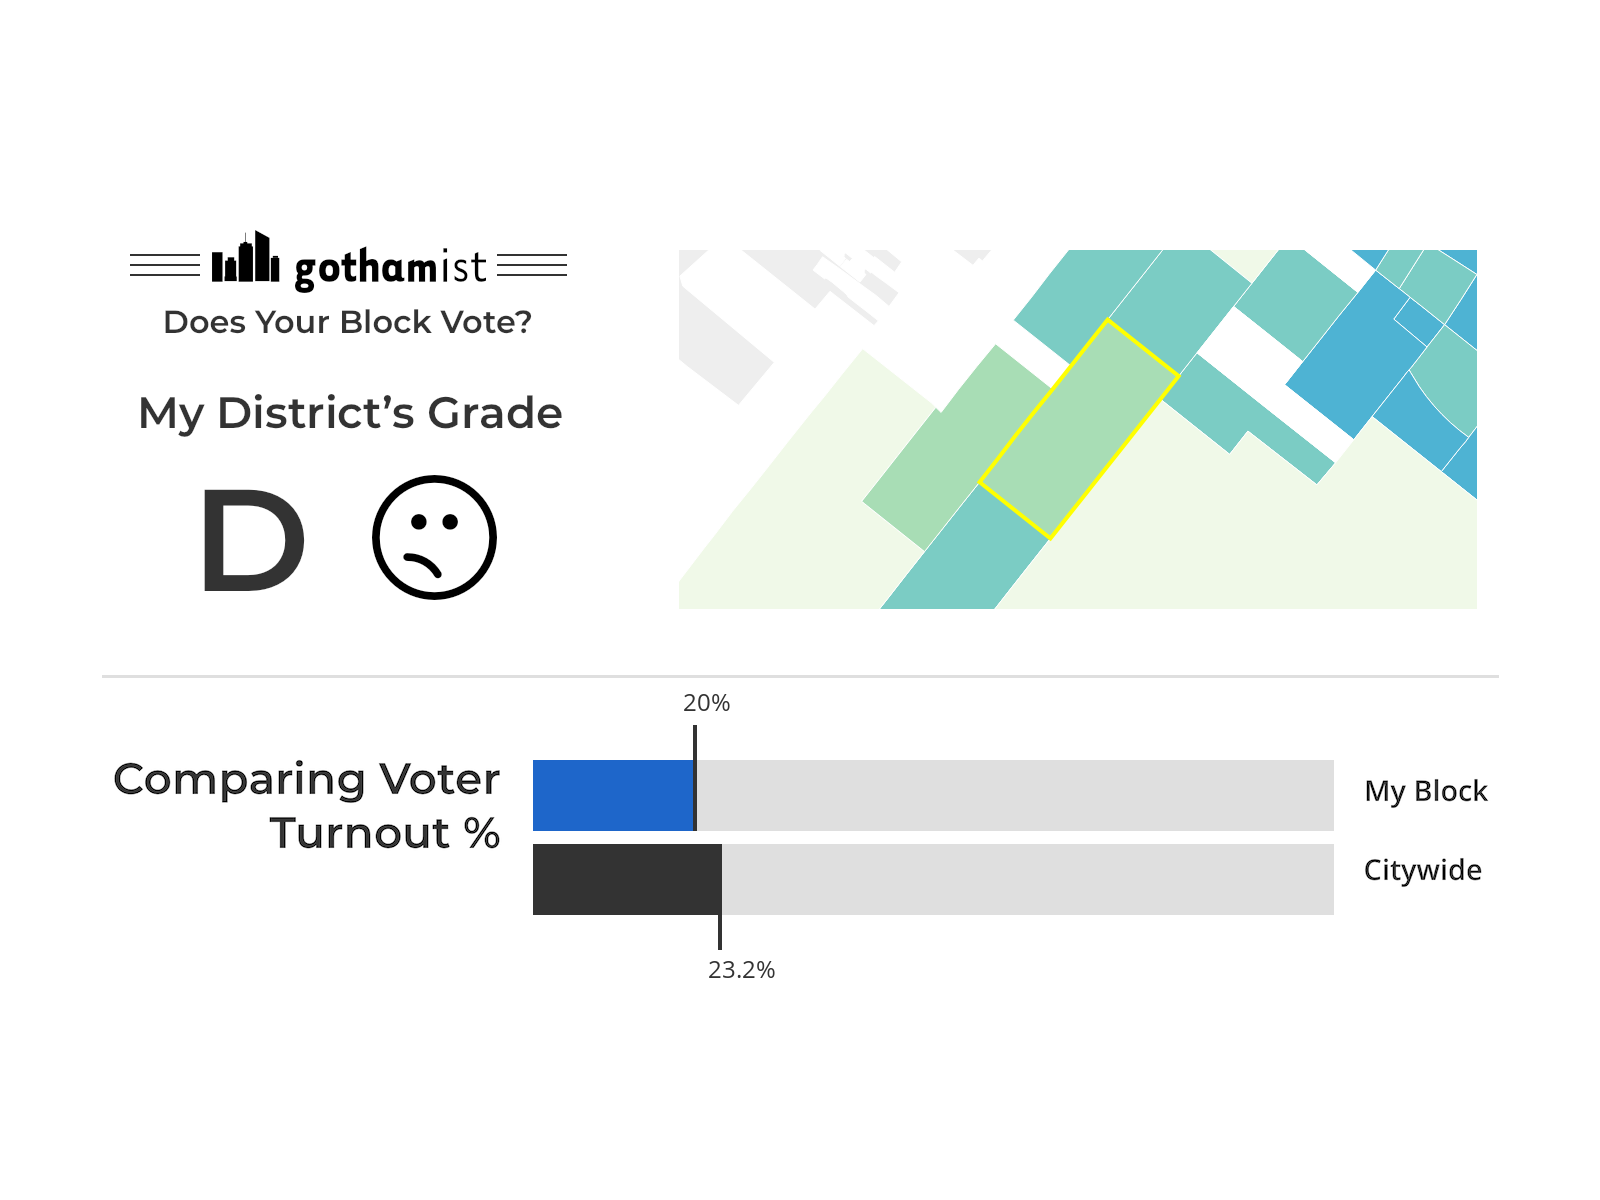 gothamist
Does Your Block Vote?
My District's Grade
D
20%
Comparing Voter
Turnout %
My Block
Citywide
23.2%